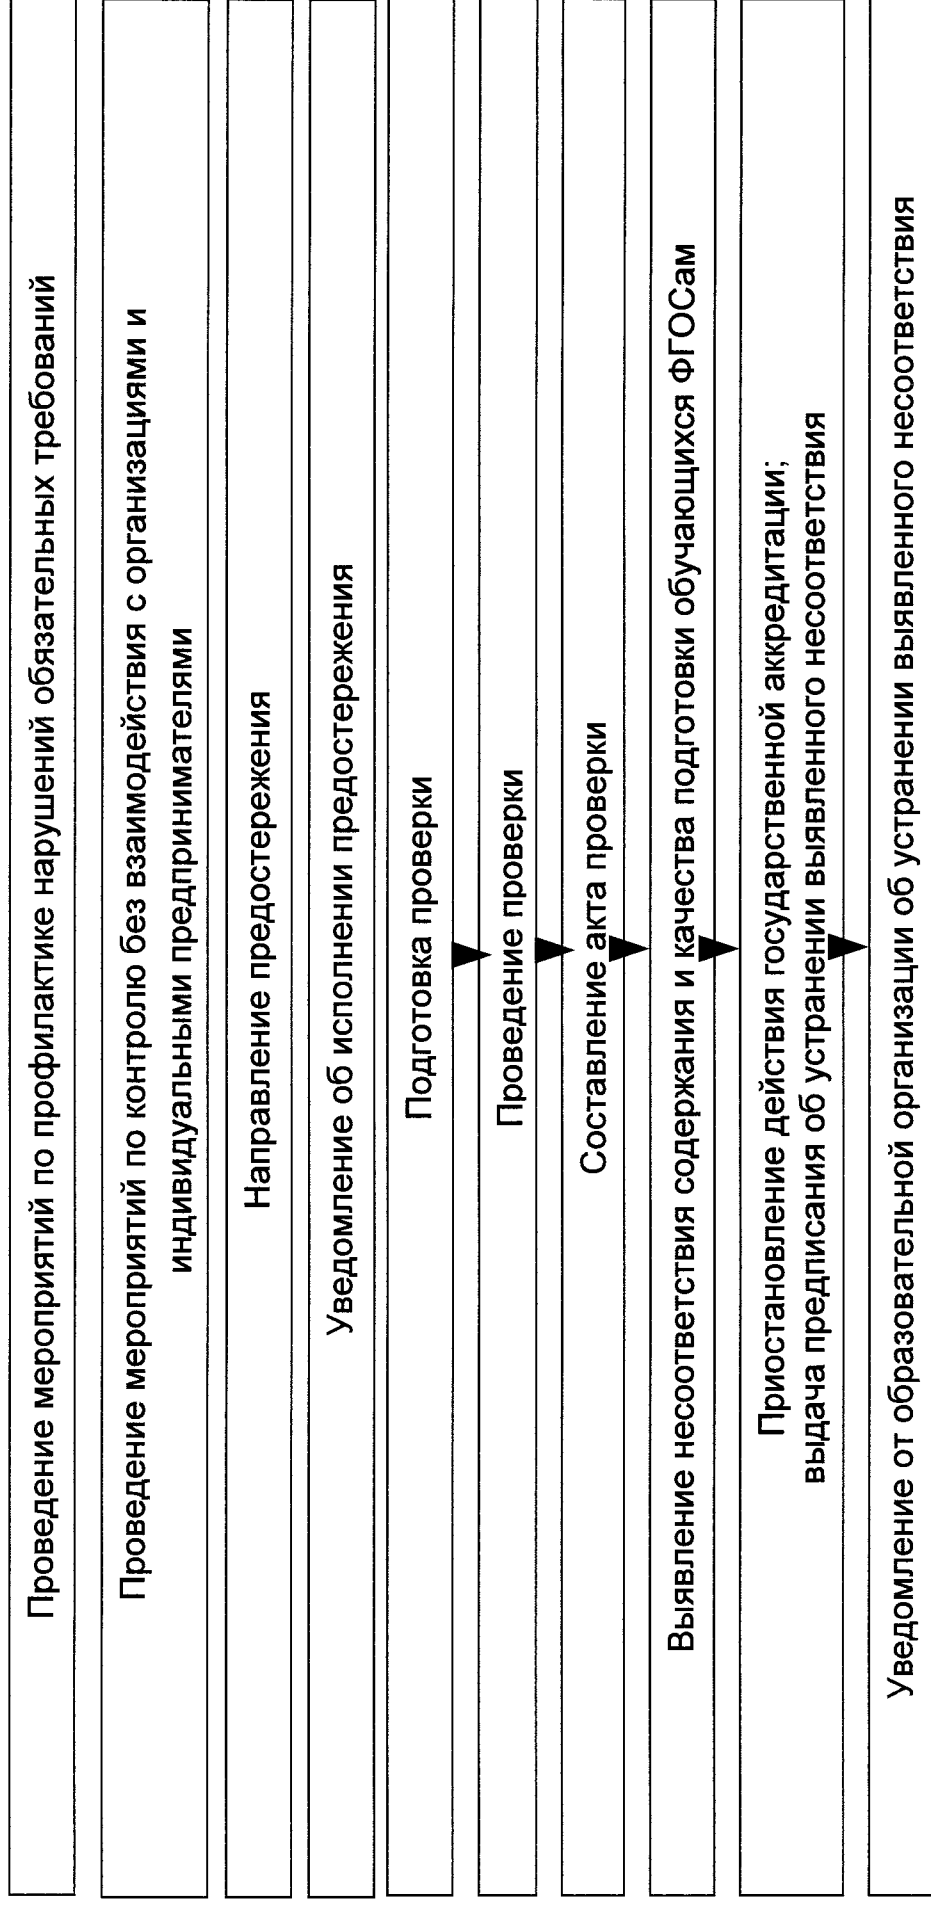 Проведение мероприятий по профилактике нарушений обязательных требований
Проведение мероприятий по контролю без взаимодействия с организациями и
индивидуальными предпринимателями
Направление предостережения
Уведомление об исполнении предостережения
Подготовка проверки
Проведение проверки
Составление акта проверки
Выявление несоответствия содержания и качества подготовки обучающихся ФГОСам
Приостановление действия государственной аккредитации;
выдача предписания об устранении выявленного несоответствия
Уведомление от образовательной организации об устранении выявленного несоответствия